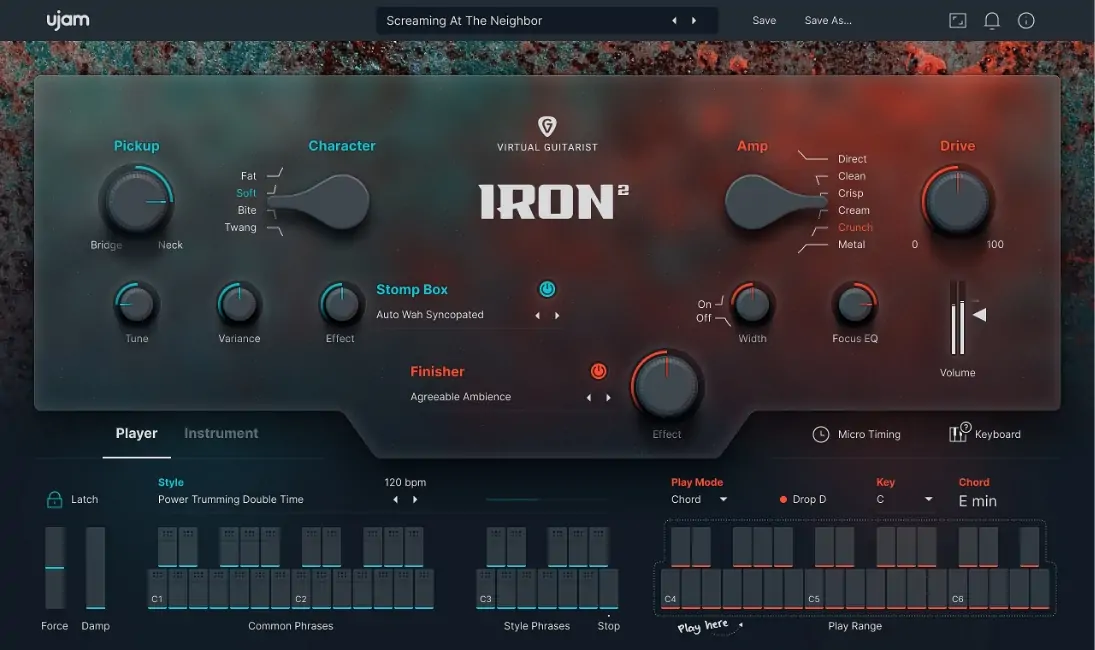 ujam
Screaming At The Neighbor
Save
Save As...
VIRTUAL GUITARIST
IRON²
Pickup
Bridge
Neck
Character
Fat
Soft
Bite
Twang
Amp
Direct
Clean
Crisp
Cream
Crunch
Metal
Drive
0
100
Tune
Variance
Effect
Stomp Box
Auto Wah Syncopated
On
Off
Width
Focus EQ
Volume
Finisher
Agreeable Ambience
Effect
Player
Instrument
Micro Timing
Keyboard
Latch
Style
Power Trumming Double Time
120 bpm
Play Mode
Chord
Drop D
Key
C
Chord
E min
C1
C2
C3
C4
C5
C6
Force
Damp
Common Phrases
Style Phrases
Stop
Play here
Play Range